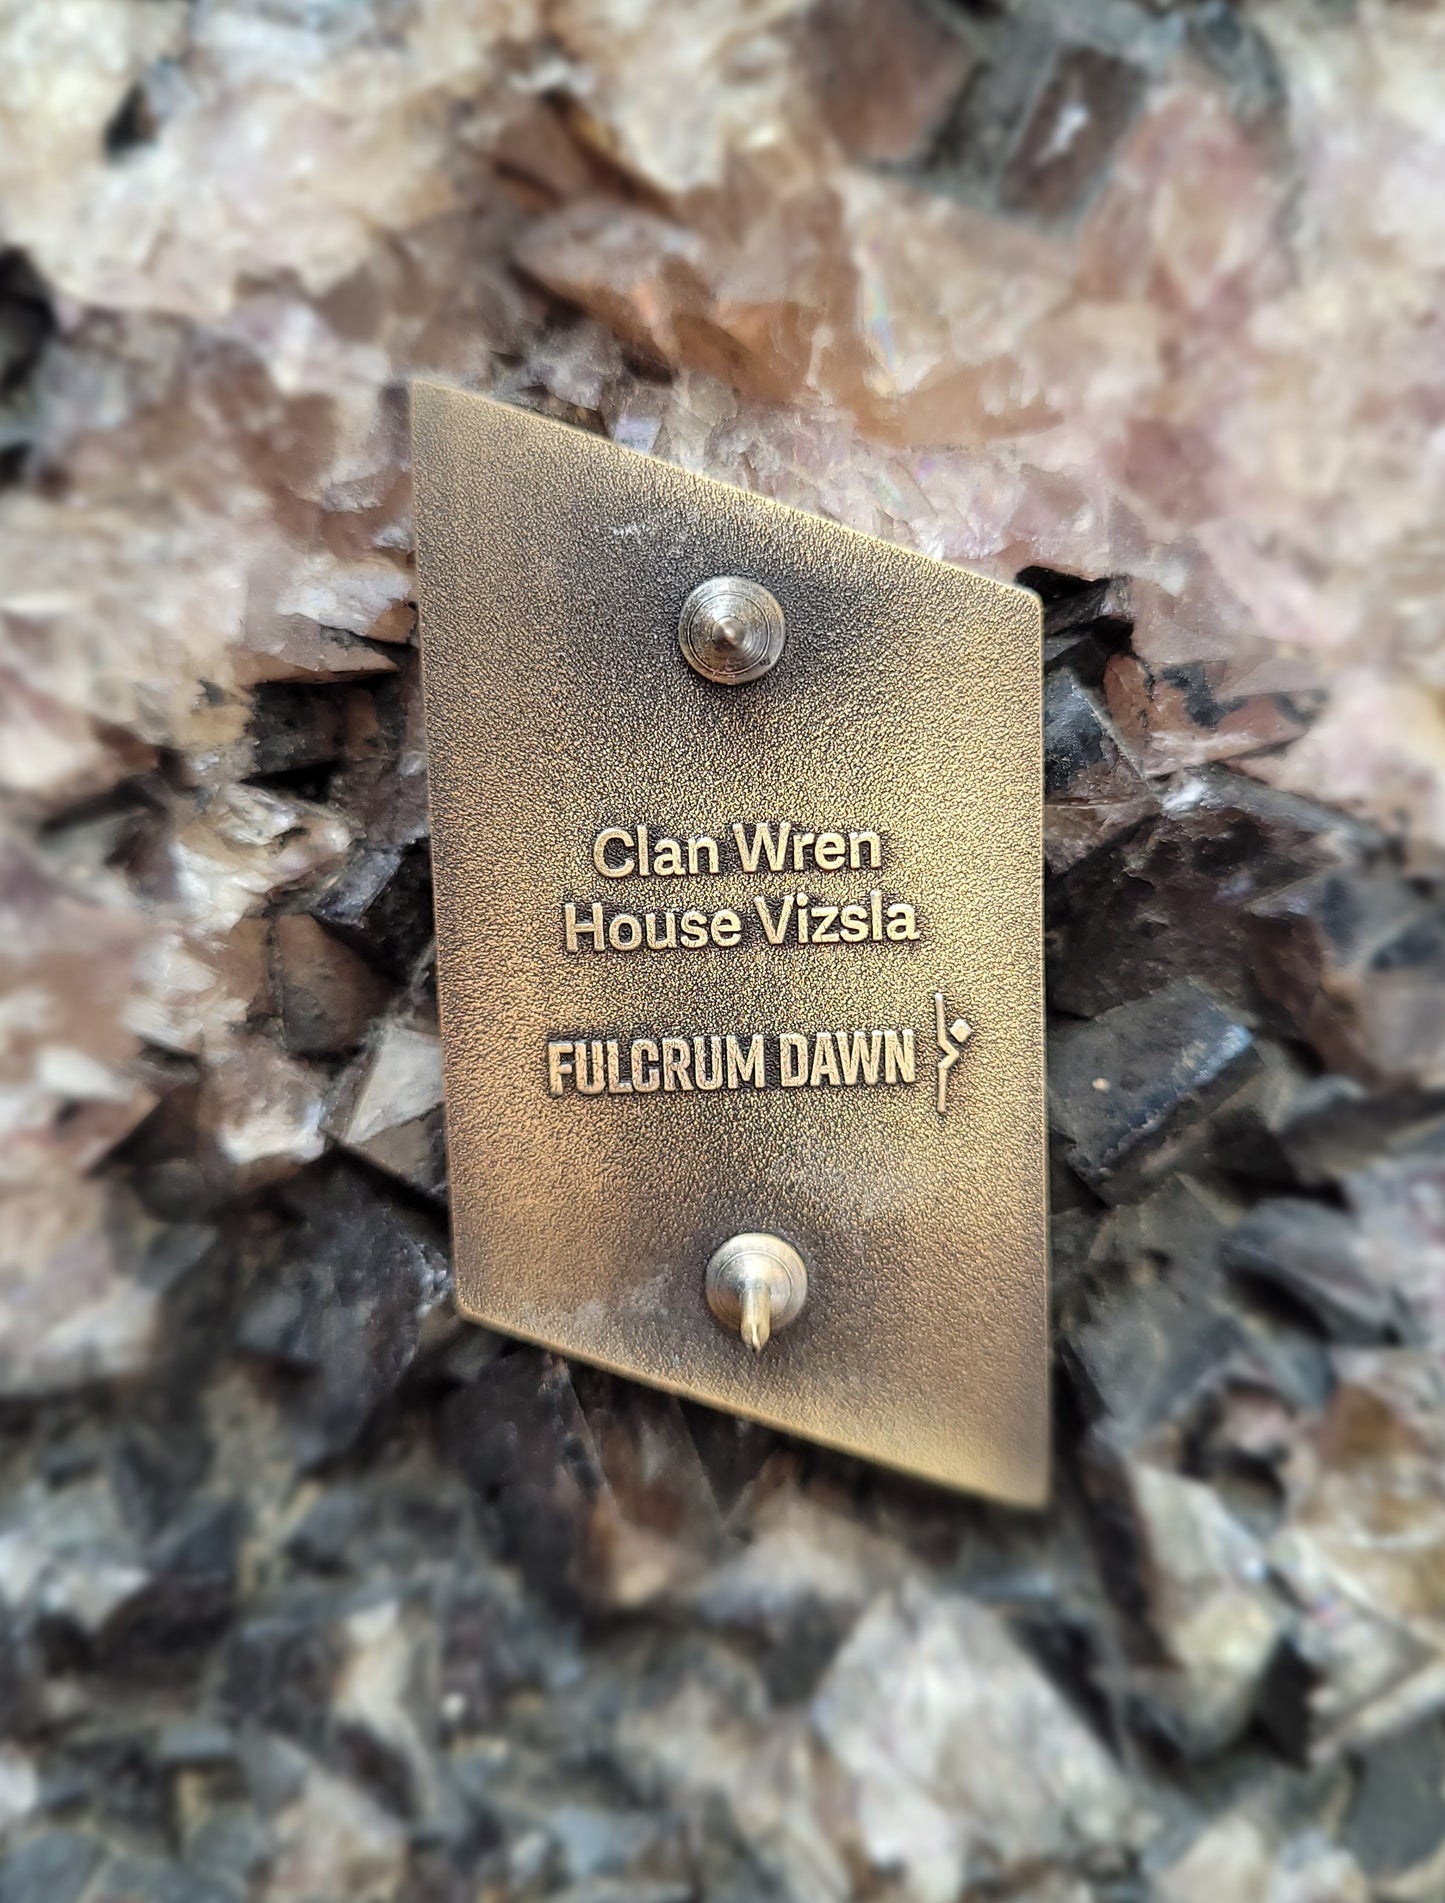 Clan Wren
House Vizsla
FULCRUM DAWN